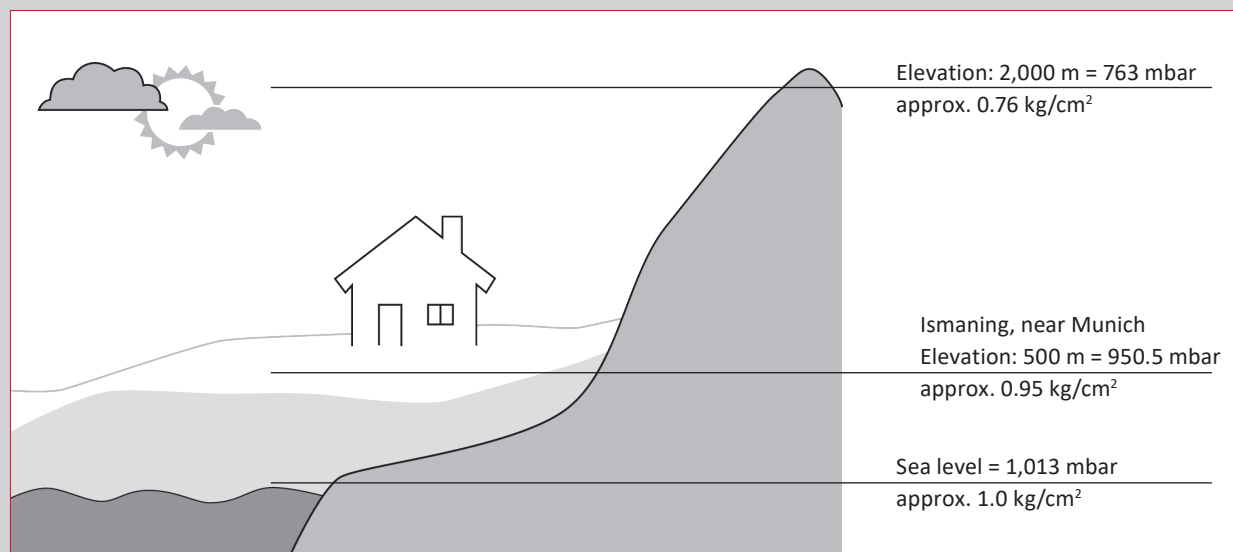 Elevation: 2,000 m = 763 mbar
approx. 0.76 kg/cm²
Ismaning, near Munich
Elevation: 500 m = 950.5 mbar
approx. 0.95 kg/cm²
Sea level = 1,013 mbar
approx. 1.0 kg/cm²